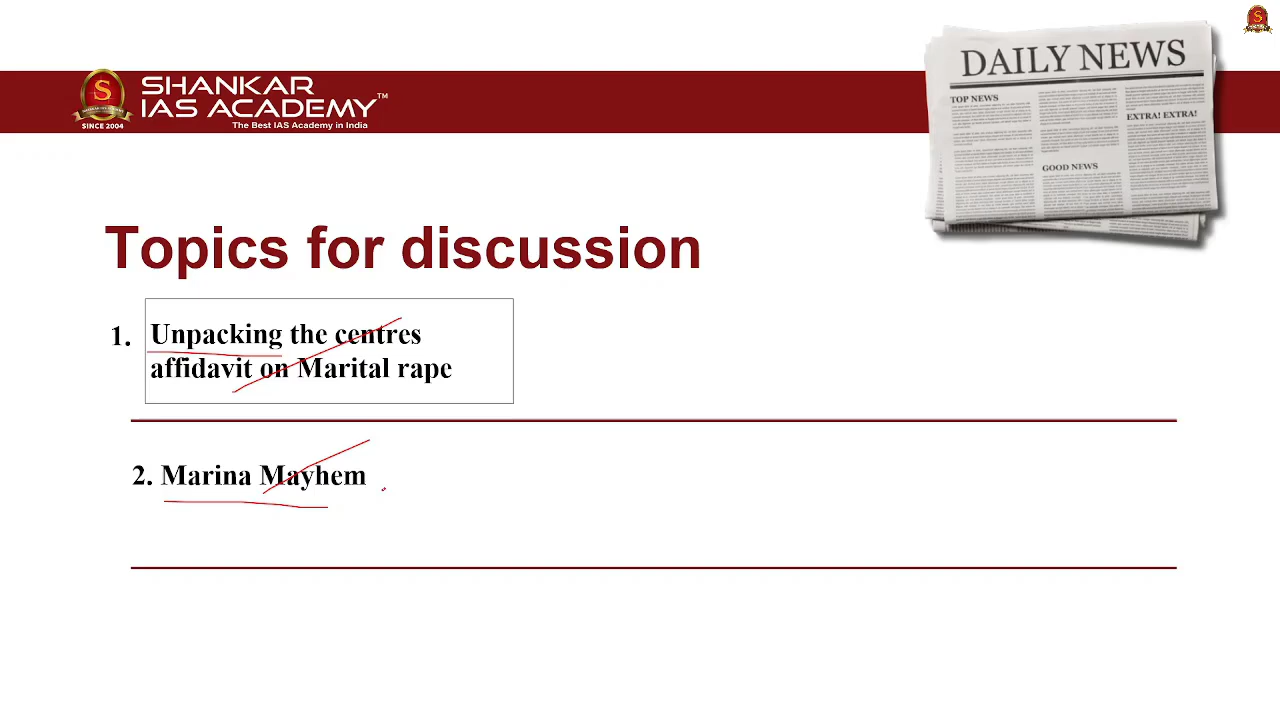 SHANKAR
IAS ACADEMY™
The Best IAS Academy in India
SINCE 2004
DAILY NEWS
TOP NEWS
EXTRA! EXTRA!
GOOD NEWS
Topics for discussion
1. Unpacking the centres
affidavit on Marital rape
2. Marina Mayhem